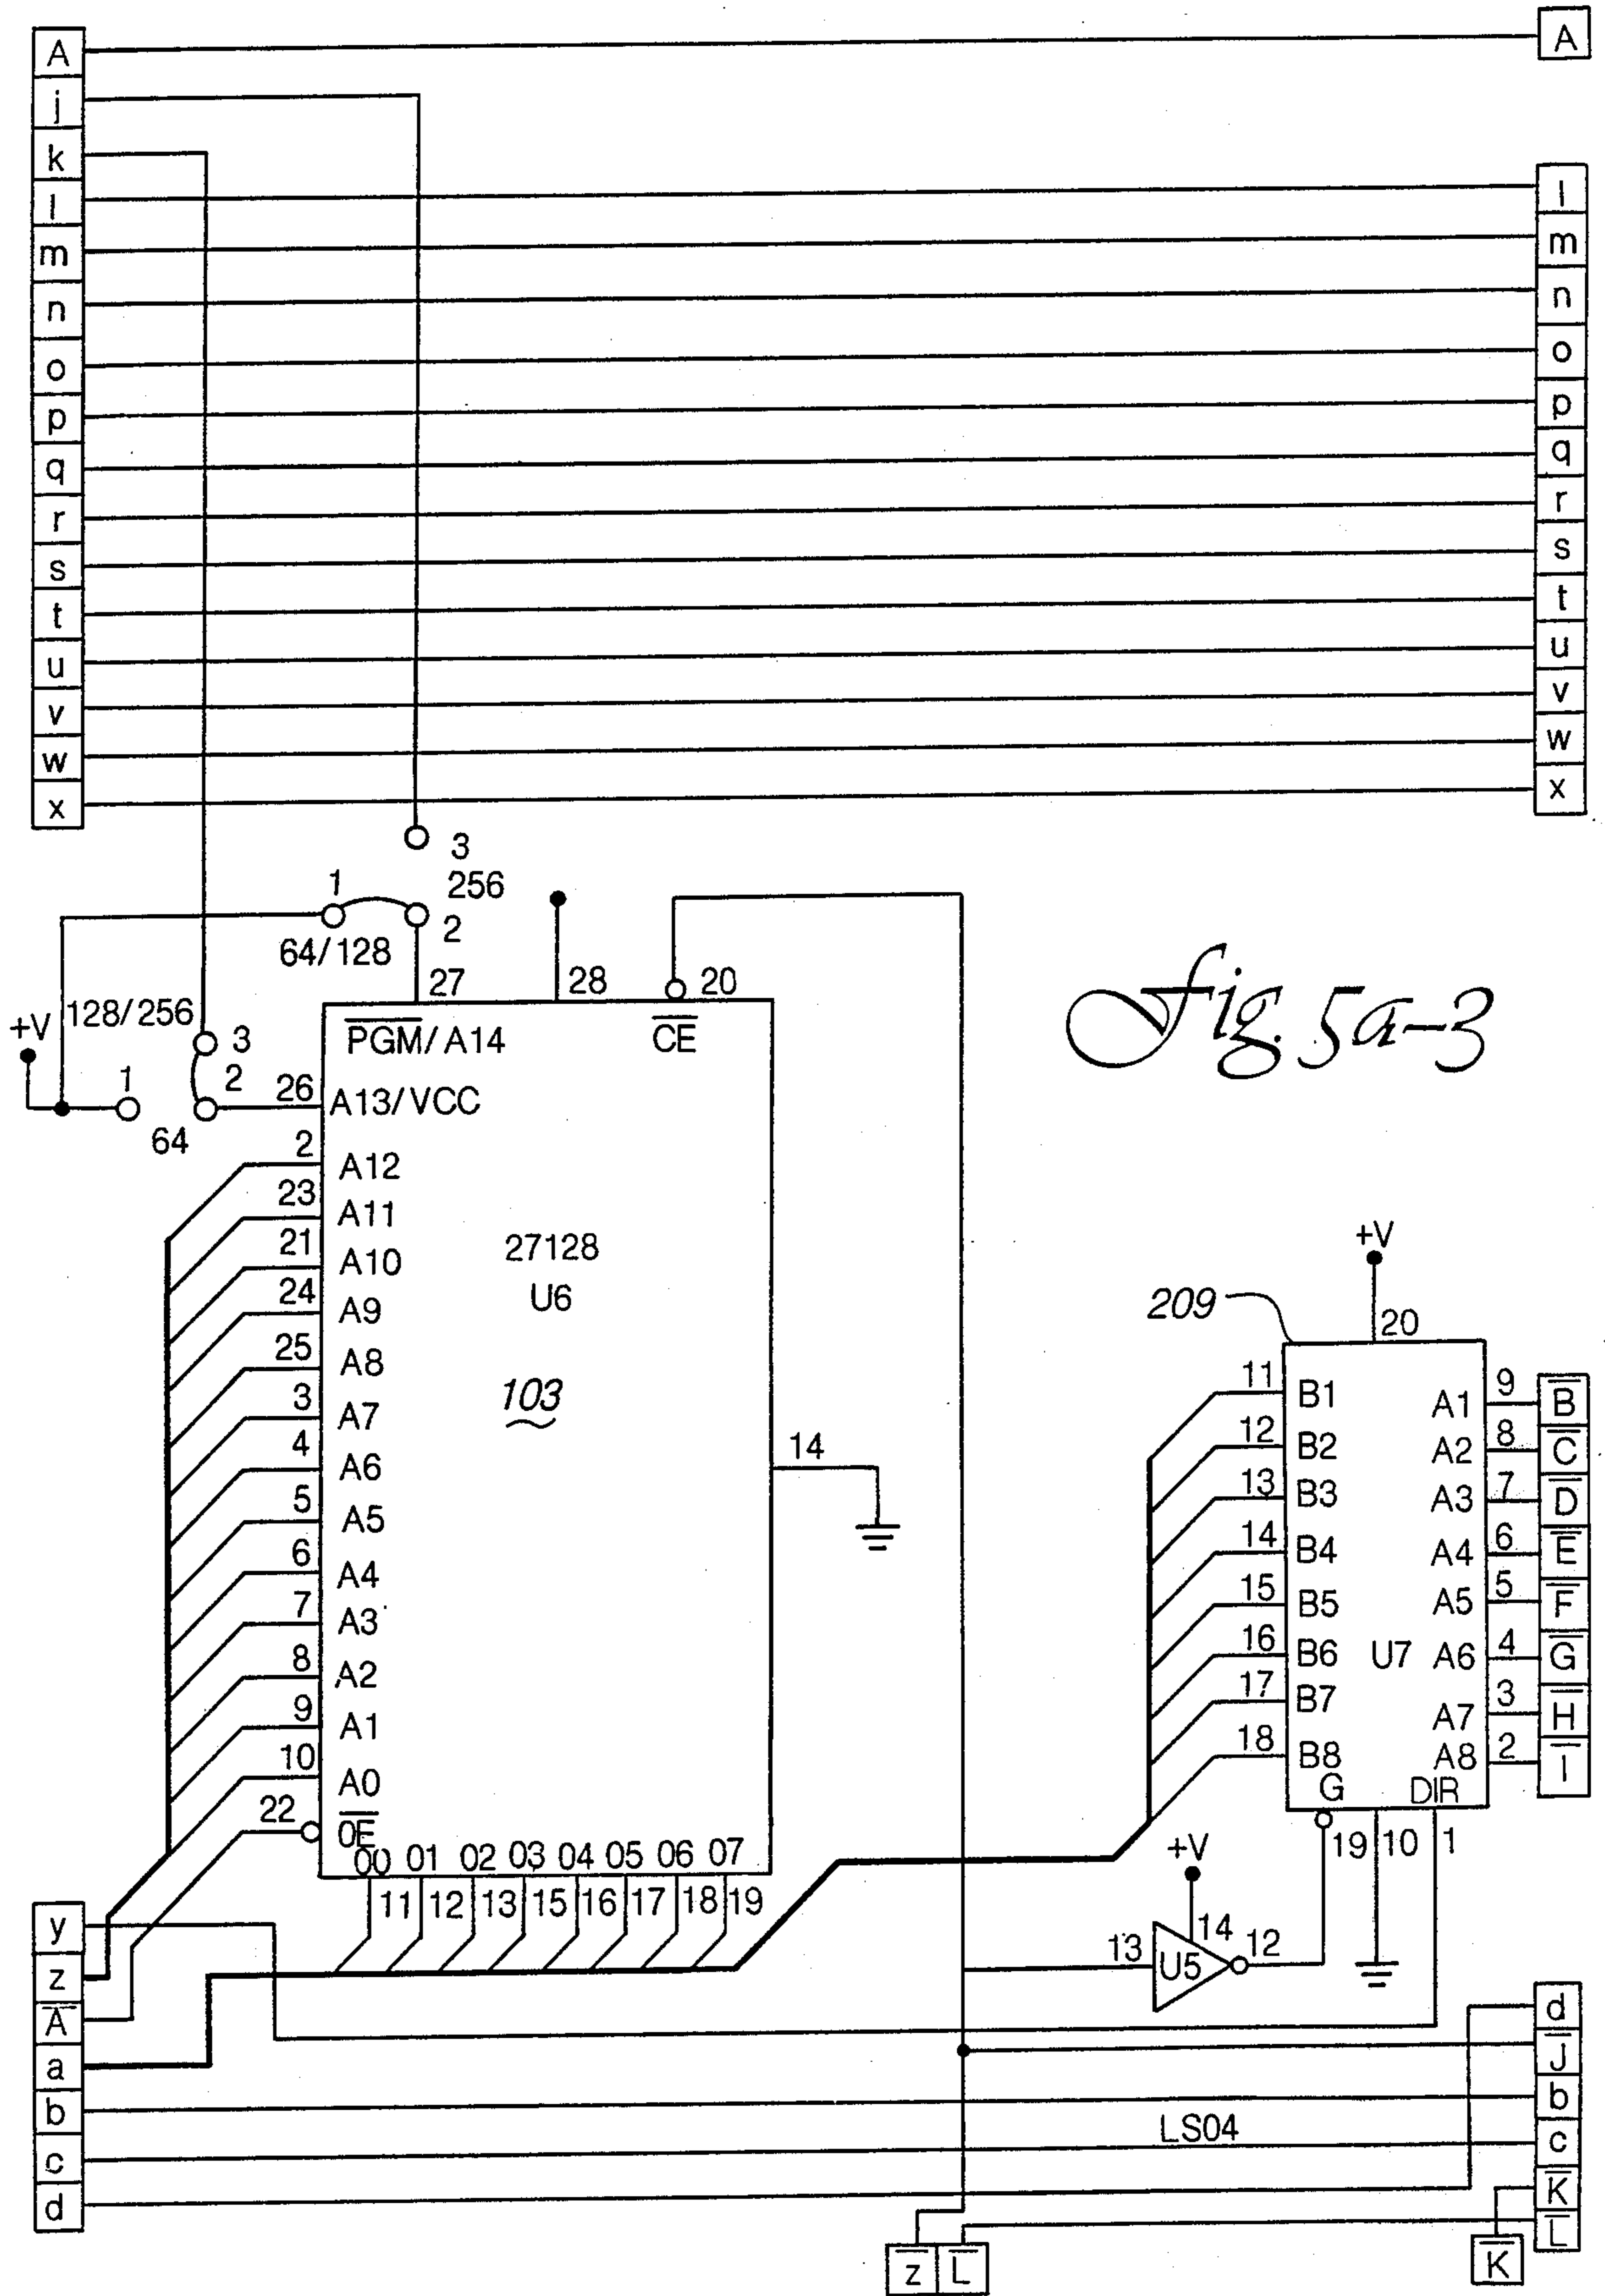 A A
j
k
l l
m m
n n
o o
p p
q q
r r
s s
t t
u u
v v
w w
x x
3
256
1
2
64/128
27 28 20
128/256
+V
3
P̅G̅M̅/A14 C̅E̅
1 2
26 A13/VCC
64
Fig. 5a-3
2 A12
23 A11
21 A10
27128
24 A9
U6
25 A8
103
3 A7
4 A6
14
5 A5
6 A4
7 A3
8 A2
9 A1
10 A0
22 O̅E̅
00 01 02 03 04 05 06 07
11 12 13 15 16 17 18 19
+V
209
20
11 B1 A1 9 B̅
12 B2 A2 8 C̅
13 B3 A3 7 D̅
14 B4 A4 6 E̅
15 B5 A5 5 F̅
16 B6 U7 A6 4 G̅
17 B7 A7 3 H̅
18 B8 A8 2 I̅
G DIR
19 10 1
+V
14
13 U5 12
y
z
A̅
a
b
c
d
d
J̅
b
LS04
c
K̅
L̅
z̅ L̅ K̅